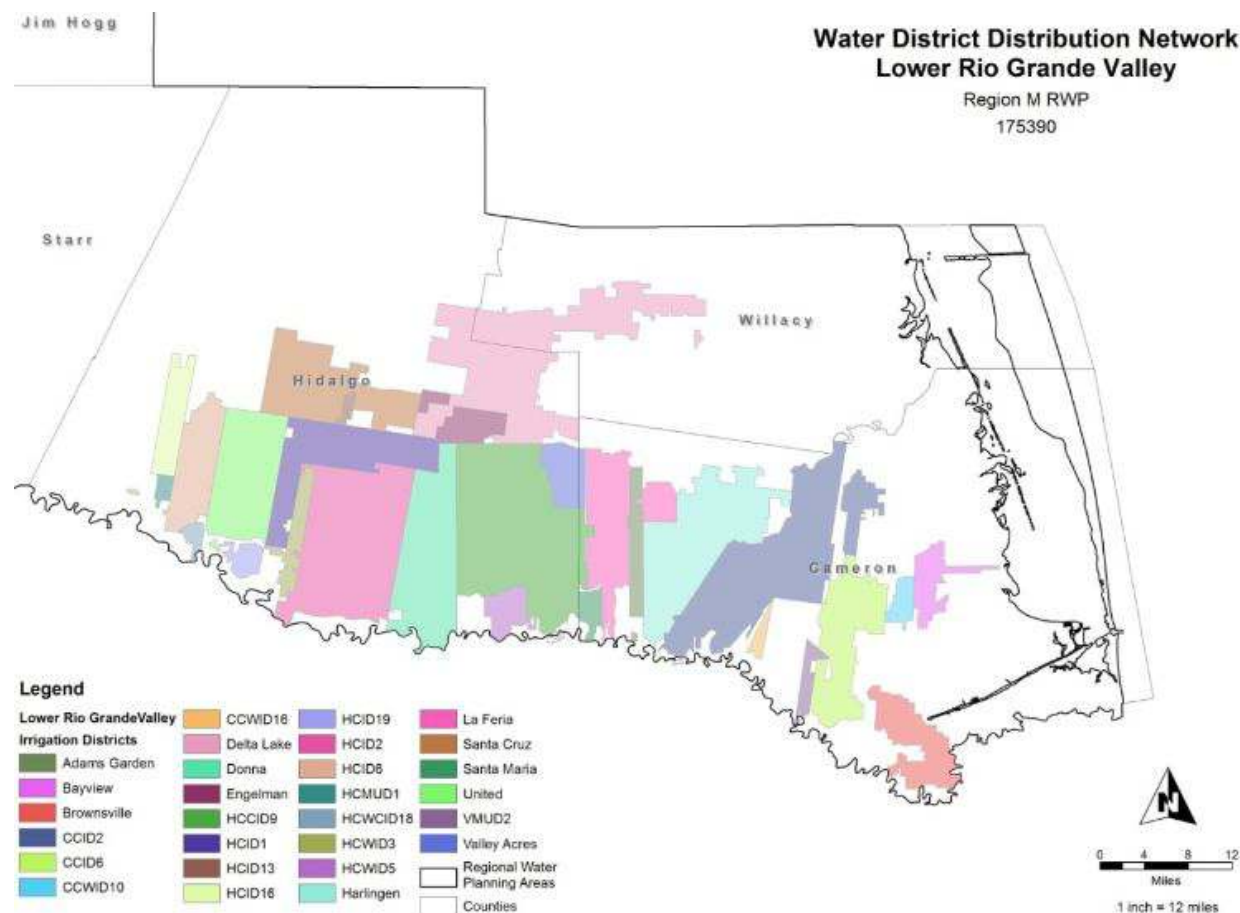 Jim Hogg
Water District Distribution Network
Lower Rio Grande Valley
Region M RWP
175390
Starr
Willacy
Hidalgo
Cameron
Legend
Lower Rio GrandeValley
Irrigation Districts
Adams Garden
Bayview
Brownsville
CCID2
CCID6
CCWID10
CCWID16
Delta Lake
Donna
Engelman
HCCID9
HCID1
HCID13
HCID16
HCID19
HCID2
HCID6
HCMUD1
HCWCID18
HCWID3
HCWID5
Harlingen
La Feria
Santa Cruz
Santa Maria
United
VMUD2
Valley Acres
Regional Water
Planning Areas
Counties
N
0 4 8 12
Miles
1 inch = 12 miles